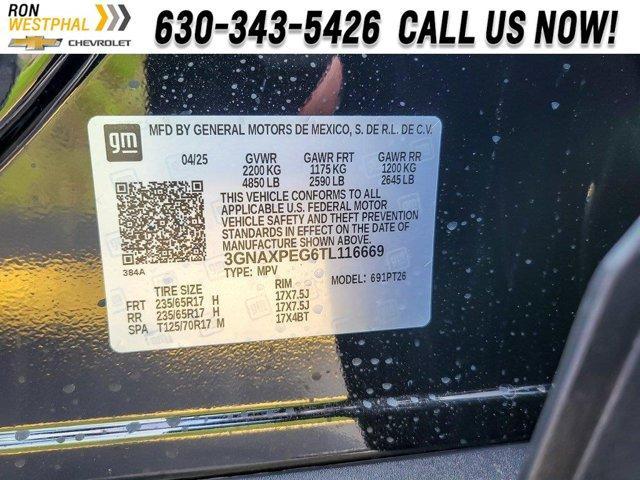 RON
WESTPHAL
CHEVROLET
630-343-5426 CALL US NOW!
gm
MFD BY GENERAL MOTORS DE MEXICO, S. DE R.L. DE C.V.
04/25 GVWR GAWR FRT GAWR RR
2200 KG 1175 KG 1200 KG
4850 LB 2590 LB 2645 LB
THIS VEHICLE CONFORMS TO ALL
APPLICABLE U.S. FEDERAL MOTOR
VEHICLE SAFETY AND THEFT PREVENTION
STANDARDS IN EFFECT ON THE DATE OF
MANUFACTURE SHOWN ABOVE.
3GNAXPEG6TL116669
384A TYPE: MPV MODEL: 691PT26
TIRE SIZE RIM
FRT 235/65R17 H 17X7.5J
RR 235/65R17 H 17X7.5J
SPA T125/70R17 M 17X4BT